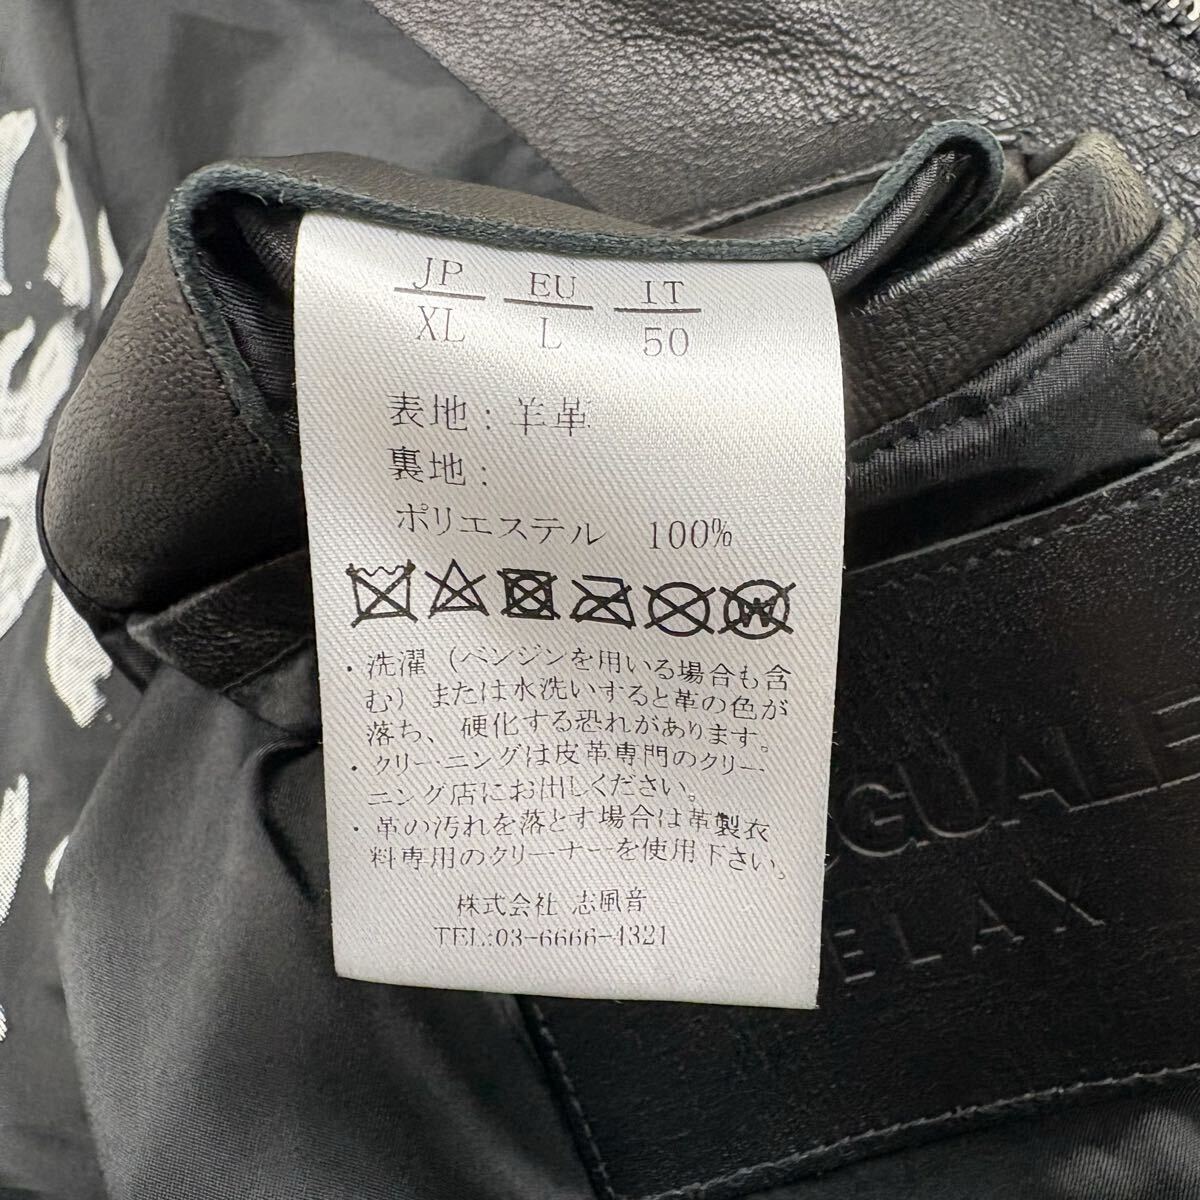 JP EU IT
XL L 50
表地：羊革
裏地：
ポリエステル 100%
W
・洗濯（ベンジンを用いる場合も含
む）または水洗いすると革の色が
落ち、硬化する恐れがあります。
・クリーニングは皮革専門のクリー
ニング店にお出しください。
・革の汚れを落とす場合は革製衣
料専用のクリーナーを使用下さい。
株式会社 志風音
TEL:03-6666-4321